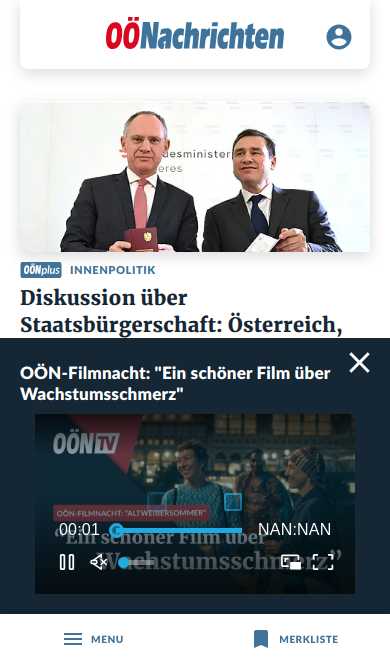 OÖNachrichten
desministeri
eres
OÖNplus INNENPOLITIK
Diskussion über
Staatsbürgerschaft: Österreich,
OÖN-Filmnacht: "Ein schöner Film über
Wachstumsschmerz"
OÖN TV
OÖN-FILMNACHT: "ALTWEIBERSOMMER"
“Ein schöner Film über
Wachstumsschmerz”
00:01 NAN:NAN
MENU MERKLISTE